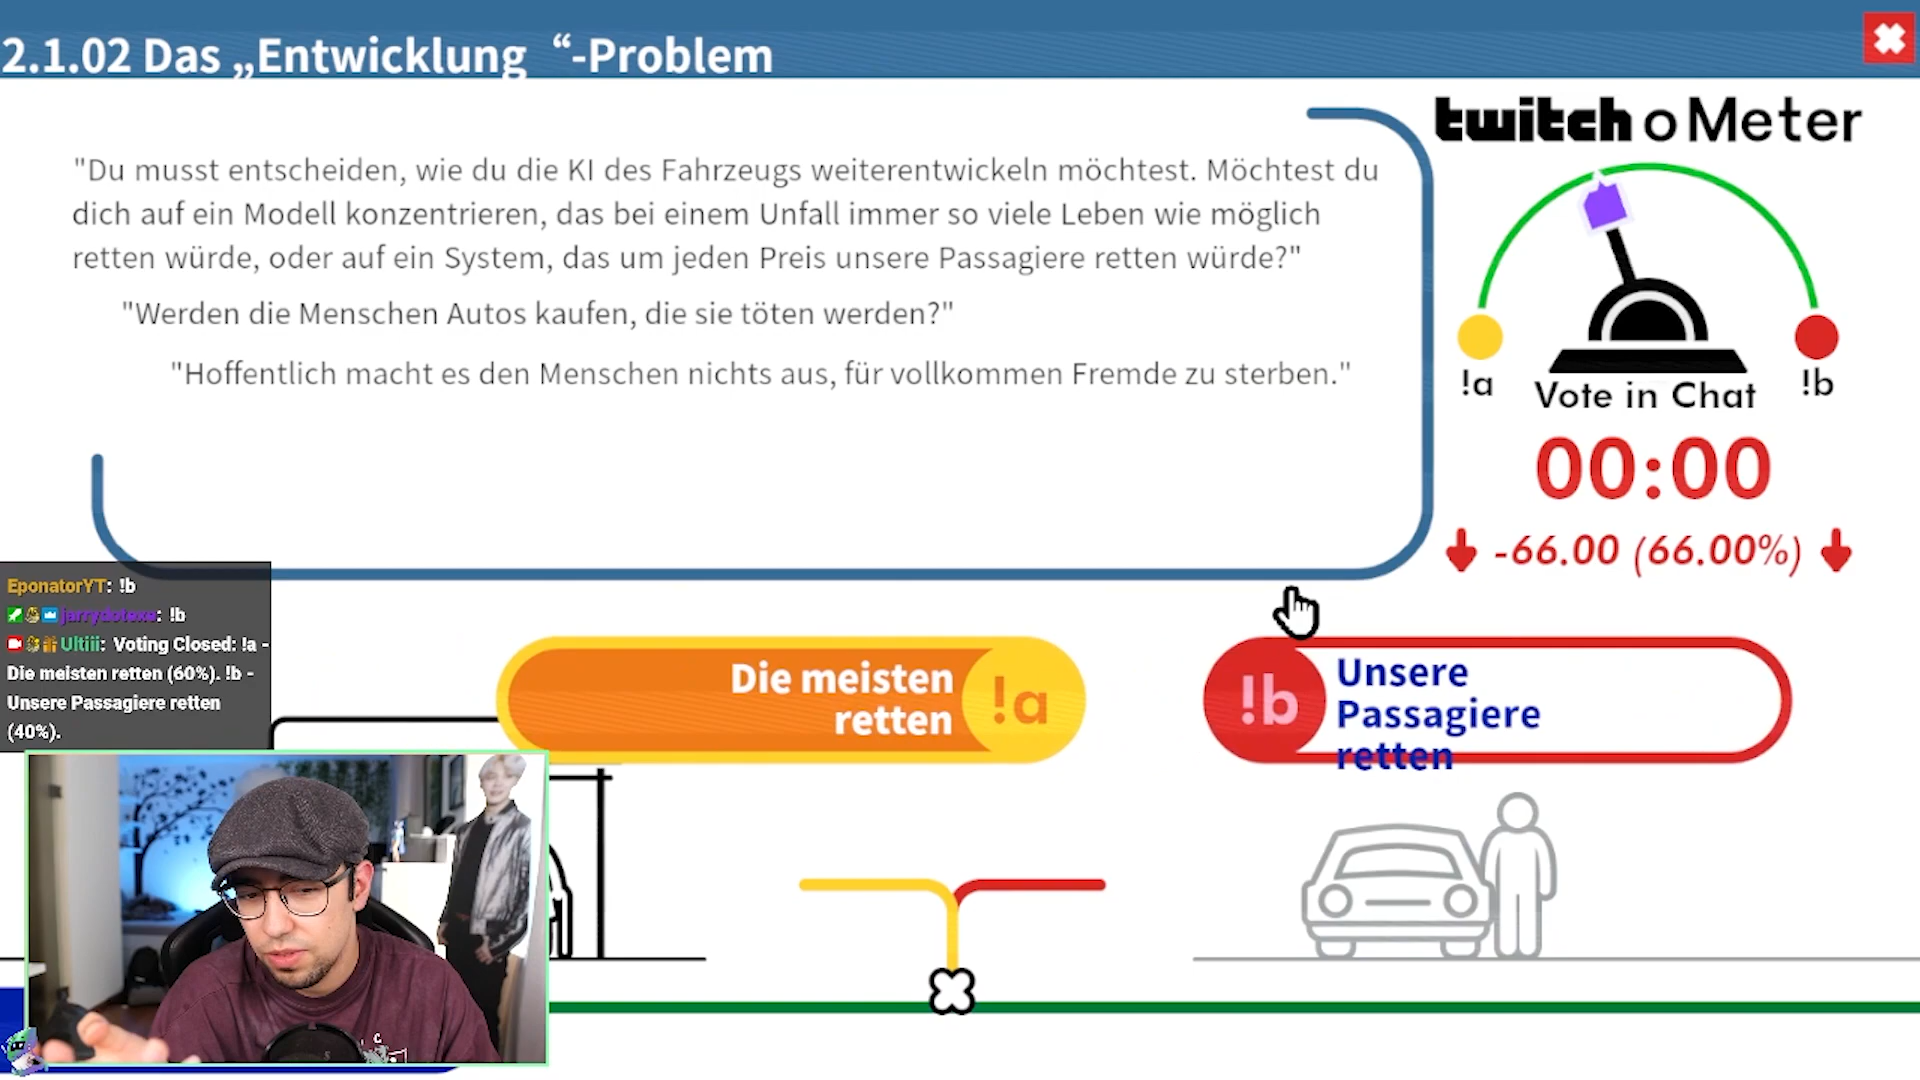 2.1.02 Das „Entwicklung “-Problem
"Du musst entscheiden, wie du die KI des Fahrzeugs weiterentwickeln möchtest. Möchtest du
dich auf ein Modell konzentrieren, das bei einem Unfall immer so viele Leben wie möglich
retten würde, oder auf ein System, das um jeden Preis unsere Passagiere retten würde?"
"Werden die Menschen Autos kaufen, die sie töten werden?"
"Hoffentlich macht es den Menschen nichts aus, für vollkommen Fremde zu sterben."
twitch o Meter
!a
Vote in Chat
!b
00:00
-66.00 (66.00%)
EponatorYT: !b
jarrydotexe: !b
Ultiii: Voting Closed: !a -
Die meisten retten (60%). !b -
Unsere Passagiere retten
(40%).
Die meisten
retten
!a
!b
Unsere
Passagiere
retten